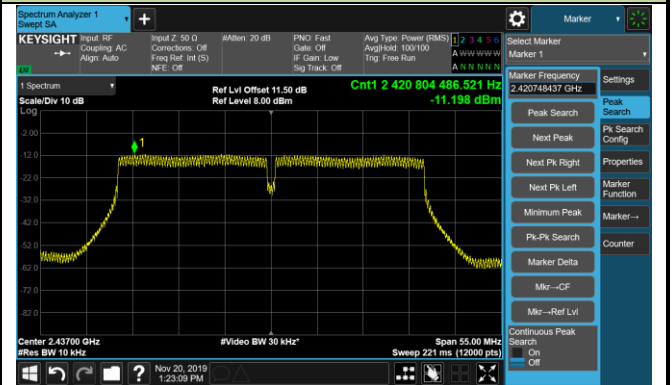 Spectrum Analyzer 1
Swept SA
+
Marker
KEYSIGHT
Input: RF
Coupling: AC
Align: Auto
Input Z: 50 Ω
Corrections: Off
Freq Ref: Int (S)
NFE: Off
#Atten: 20 dB
PNO: Fast
Gate: Off
IF Gain: Low
Sig Track: Off
Avg Type: Power (RMS)
Avg|Hold: 100/100
Trig: Free Run
1 2 3 4 5 6
A W W W W W
A N N N N N
Select Marker
Marker 1
1 Spectrum
Scale/Div 10 dB
Log
Ref Lvl Offset 11.50 dB
Ref Level 8.00 dBm
Cnt1 2 420 804 486.521 Hz
-11.198 dBm
Marker Frequency
2.420748437 GHz
Settings
Peak Search
Peak
Search
Next Peak
Pk Search
Config
Next Pk Right
Properties
Next Pk Left
Marker
Function
Minimum Peak
Marker→
Pk-Pk Search
Counter
Marker Delta
Mkr→CF
Mkr→Ref Lvl
Continuous Peak
Search
On
Off
1
-2.00
-12.0
-22.0
-32.0
-42.0
-52.0
-62.0
-72.0
-82.0
Center 2.43700 GHz
#Res BW 10 kHz
#Video BW 30 kHz*
Span 55.00 MHz
Sweep 221 ms (12000 pts)
?
Nov 20, 2019
1:23:09 PM